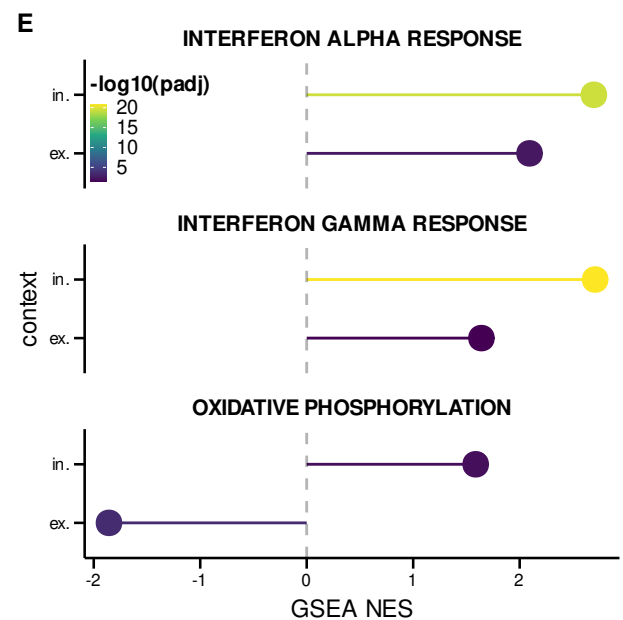 E
INTERFERON ALPHA RESPONSE
-log10(padj)
20
15
10
5
in.
ex.
INTERFERON GAMMA RESPONSE
in.
ex.
context
OXIDATIVE PHOSPHORYLATION
in.
ex.
-2 -1 0 1 2
GSEA NES